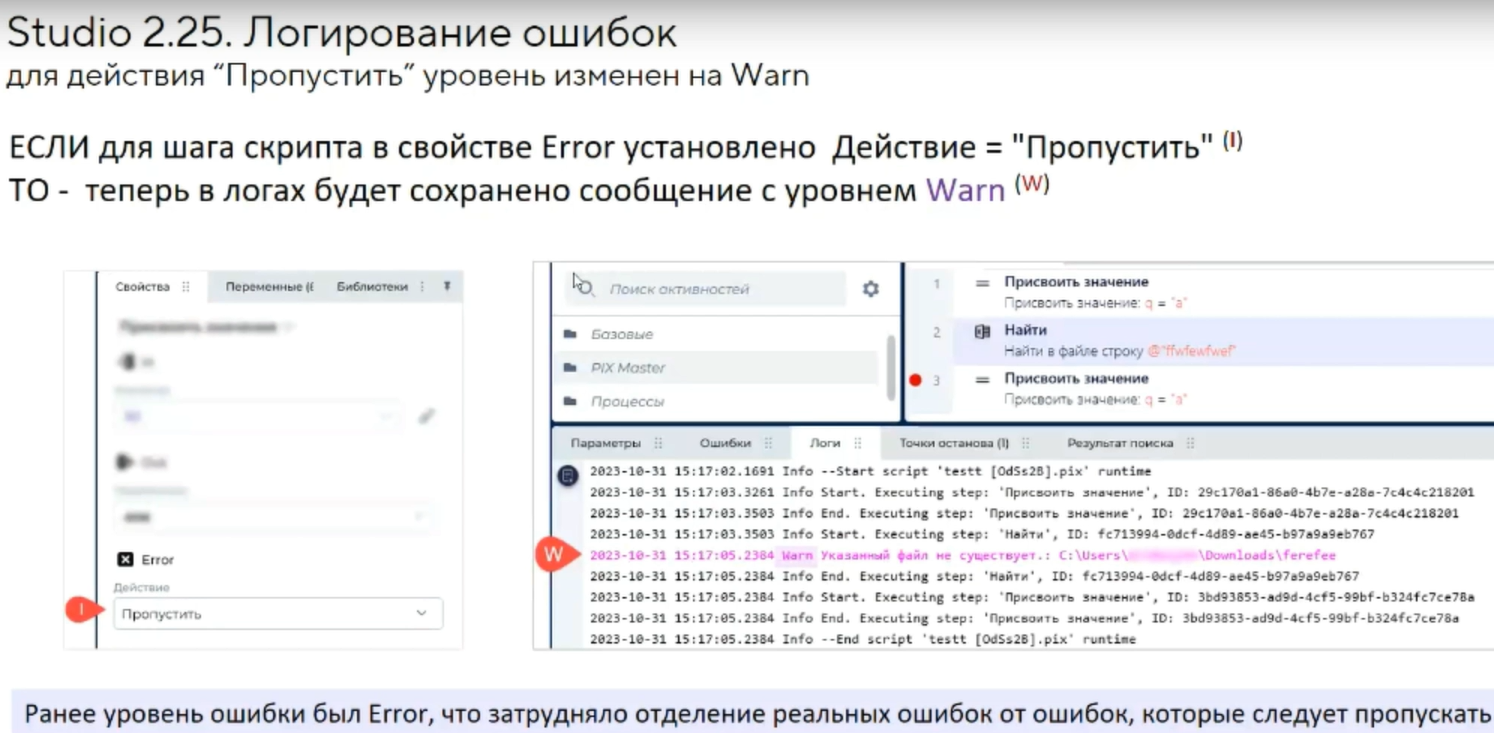 Studio 2.25. Логирование ошибок
для действия “Пропустить” уровень изменен на Warn
ЕСЛИ для шага скрипта в свойстве Error установлено Действие = "Пропустить" (I)
ТО - теперь в логах будет сохранено сообщение с уровнем Warn (W)
Свойства
Переменные (
Библиотеки
Error
Действие
I
Пропустить
Поиск активностей
Базовые
PIX Master
Процессы
1 Присвоить значение
Присвоить значение: q = "a"
2 Найти
Найти в файле строку @"ffwfewfwef"
3 Присвоить значение
Присвоить значение: q = "a"
Параметры Ошибки Логи Точки останова (1) Результат поиска
2023-10-31 15:17:02.1691 Info --Start script 'testt [OdSs2B].pix' runtime
2023-10-31 15:17:03.3261 Info Start. Executing step: 'Присвоить значение', ID: 29c170a1-86a0-4b7e-a28a-7c4c4c218201
2023-10-31 15:17:03.3503 Info End. Executing step: 'Присвоить значение', ID: 29c170a1-86a0-4b7e-a28a-7c4c4c218201
2023-10-31 15:17:03.3503 Info Start. Executing step: 'Найти', ID: fc713994-0dcf-4d89-ae45-b97a9a9eb767
W
2023-10-31 15:17:05.2384 Warn Указанный файл не существует.: C:\Users\ \Downloads\ferefee
2023-10-31 15:17:05.2384 Info End. Executing step: 'Найти', ID: fc713994-0dcf-4d89-ae45-b97a9a9eb767
2023-10-31 15:17:05.2384 Info Start. Executing step: 'Присвоить значение', ID: 3bd93853-ad9d-4cf5-99bf-b324fc7ce78a
2023-10-31 15:17:05.2384 Info End. Executing step: 'Присвоить значение', ID: 3bd93853-ad9d-4cf5-99bf-b324fc7ce78a
2023-10-31 15:17:05.2384 Info --End script 'testt [OdSs2B].pix' runtime
Ранее уровень ошибки был Error, что затрудняло отделение реальных ошибок от ошибок, которые следует пропускать